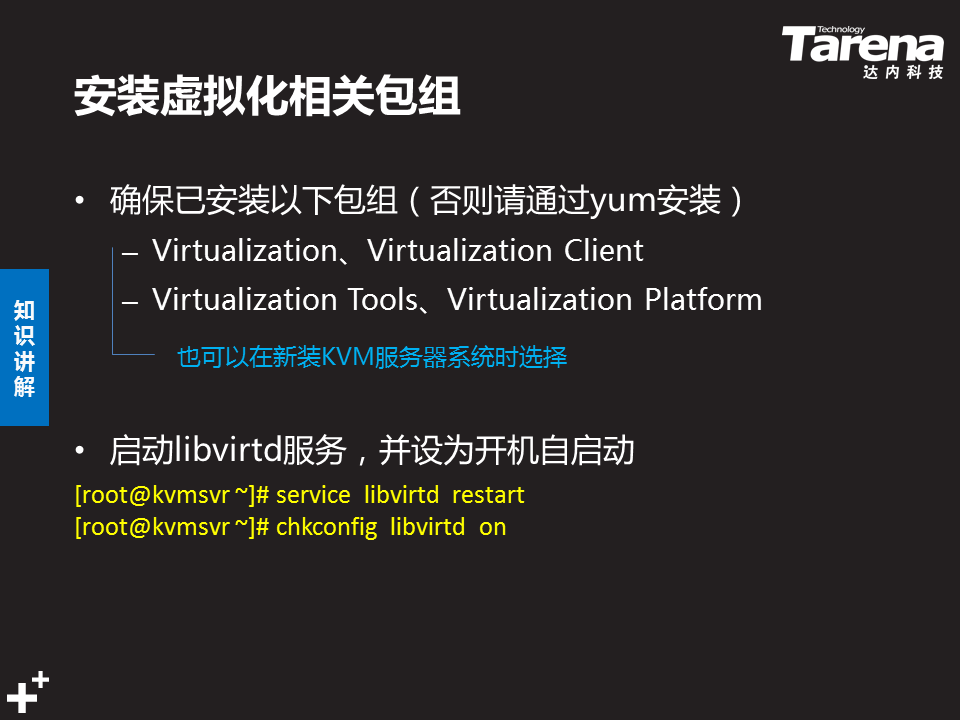 Technology
Tarena
达内科技
安装虚拟化相关包组
• 确保已安装以下包组（否则请通过yum安装）
– Virtualization、Virtualization Client
– Virtualization Tools、Virtualization Platform
也可以在新装KVM服务器系统时选择
知识讲解
• 启动libvirtd服务，并设为开机自启动
[root@kvmsvr ~]# service libvirtd restart
[root@kvmsvr ~]# chkconfig libvirtd on